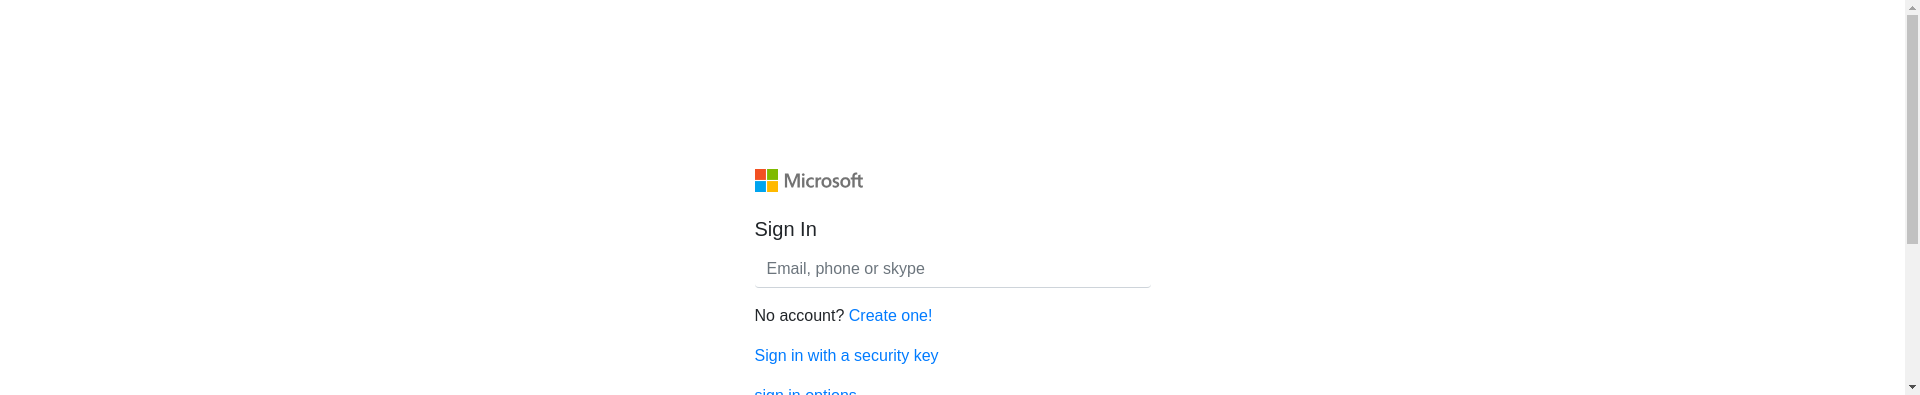 Microsoft
Sign In
Email, phone or skype
No account? Create one!
Sign in with a security key
sign in options